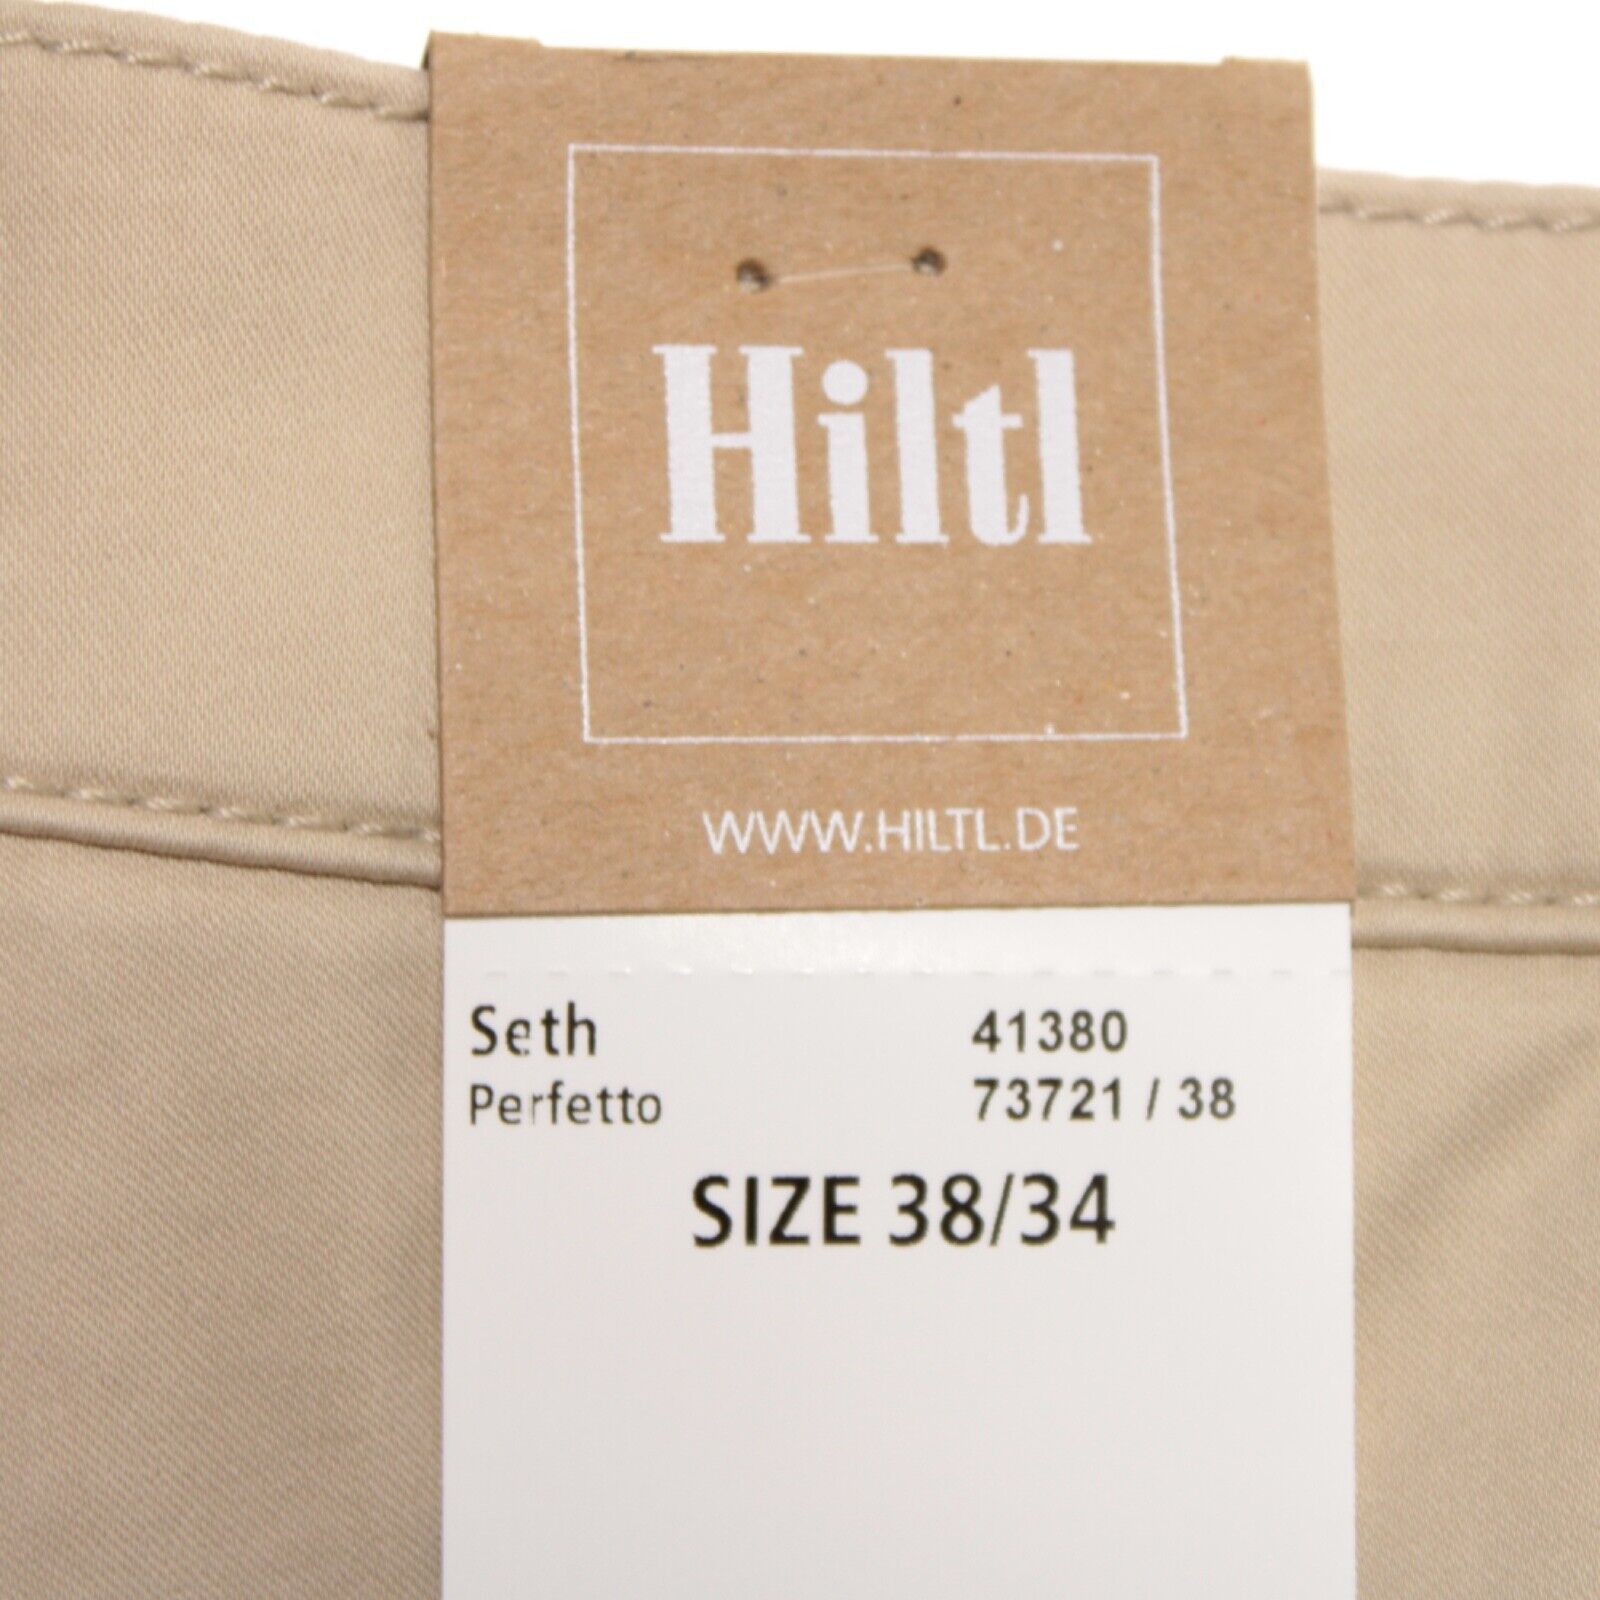 Hiltl
WWW.HILTL.DE
Seth 41380
Perfetto 73721 / 38
SIZE 38/34